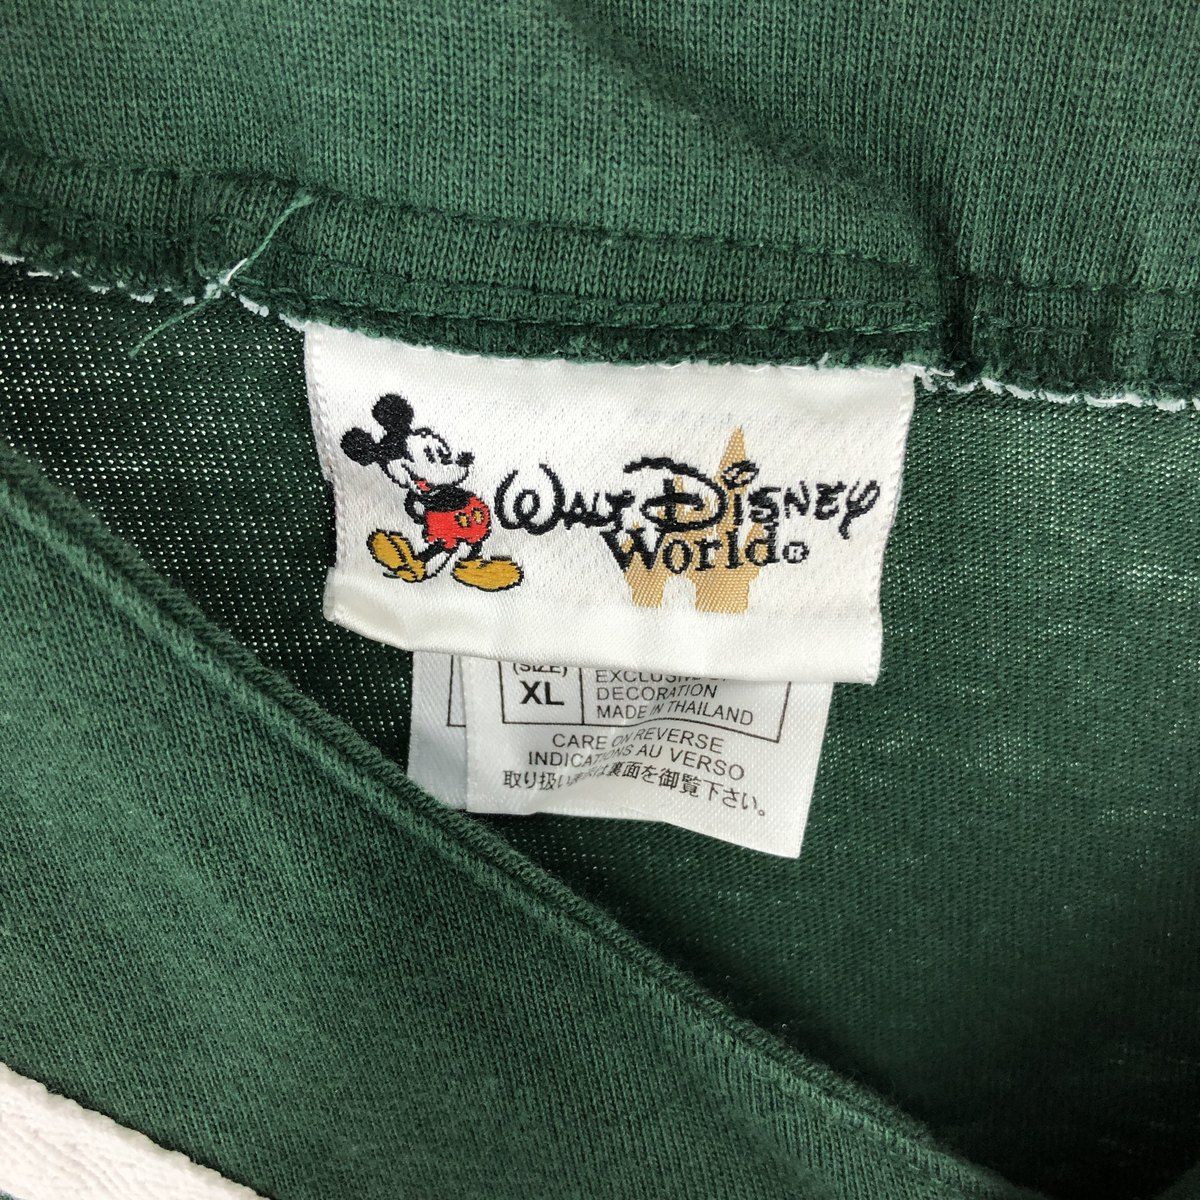 WALT DISNEY
World®
(SIZE)
XL
EXCLUSIVE OF
DECORATION
MADE IN THAILAND
CARE ON REVERSE
INDICATIONS AU VERSO
取り扱い表示は裏面を御覧下さい。